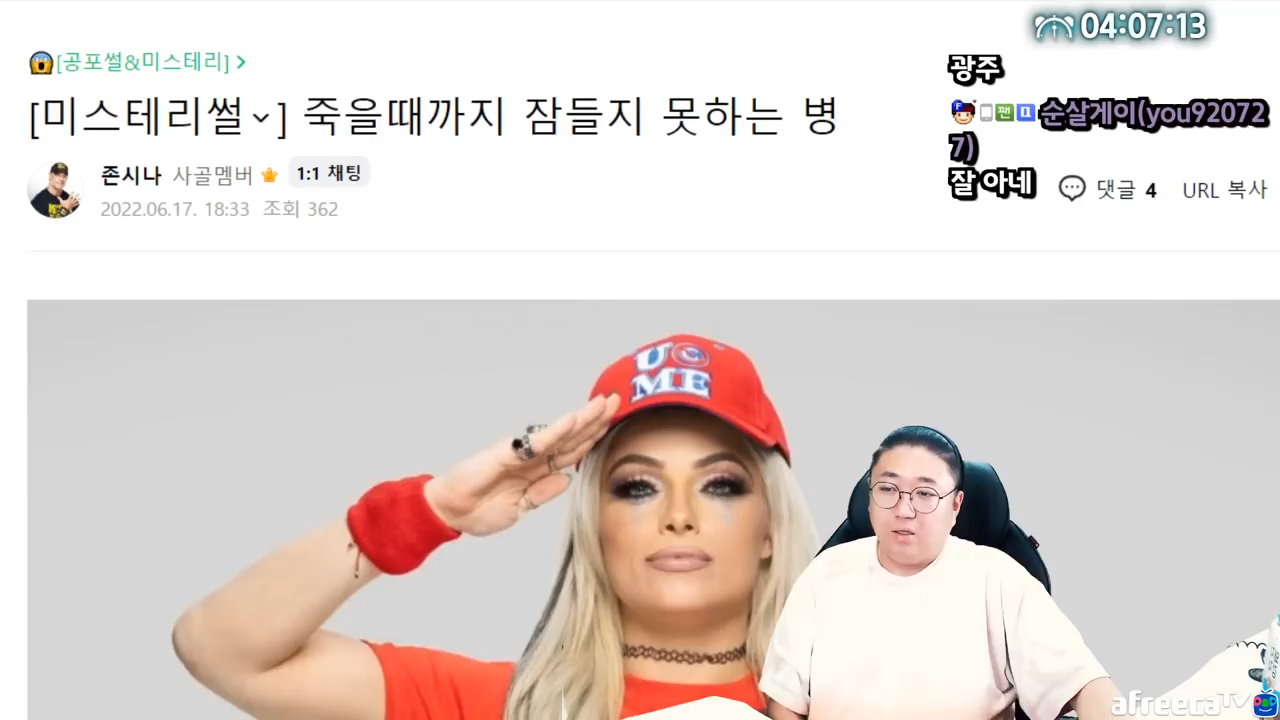 04:07:13
[공포썰&미스테리] >
[미스테리썰] 죽을때까지 잠들지 못하는 병
존시나 사골멤버 1:1 채팅
2022.06.17. 18:33 조회 362
광주
순살게이(you92072
7)
잘 아네
댓글 4 URL 복사
U C
ME
afreecaTV